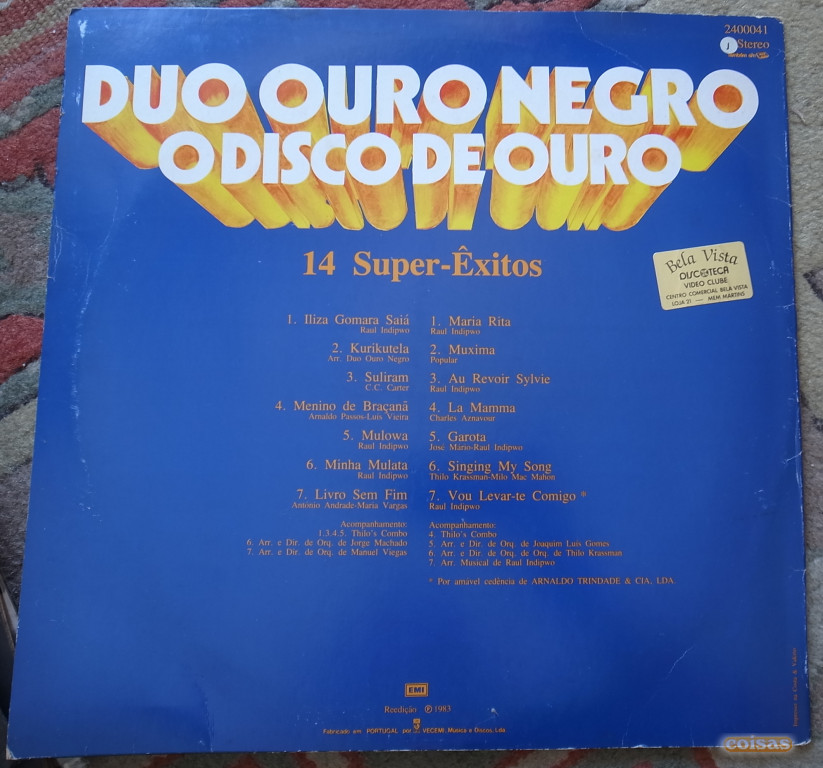 2400041
Stereo
DUO OURO NEGRO
O DISCO DE OURO
14 Super-Êxitos
Bela Vista
DISCOTECA
VIDEO CLUBE
CENTRO COMERCIAL BELA VISTA
LOJA 21 — MEM MARTINS
1. Iliza Gomara Saiá
Raul Indipwo
2. Kurikutela
Arr. Duo Ouro Negro
3. Suliram
C.C. Carter
4. Menino de Braçanã
Arnaldo Passos-Luis Vieira
5. Mulowa
Raul Indipwo
6. Minha Mulata
Raul Indipwo
7. Livro Sem Fim
António Andrade-Maria Vargas
Acompanhamento:
1.3.4.5. Thilo's Combo
6. Arr. e Dir. de Orq. de Jorge Machado
7. Arr. e Dir. de Orq. de Manuel Viegas
1. Maria Rita
Raul Indipwo
2. Muxima
Popular
3. Au Revoir Sylvie
Raul Indipwo
4. La Mamma
Charles Aznavour
5. Garota
José Mário-Raul Indipwo
6. Singing My Song
Thilo Krassman-Milo Mac Mahon
7. Vou Levar-te Comigo *
Raul Indipwo
Acompanhamento:
4. Thilo's Combo
5. Arr. e Dir. de Orq. de Joaquim Luis Gomes
6. Arr. e Dir. de Orq. de Orq. de Thilo Krassman
7. Arr. Musical de Raul Indipwo
* Por amável cedência de ARNALDO TRINDADE & CIA, LDA.
EMI
Reedição ℗ 1983
Fabricado em PORTUGAL por VECEMI, Musica e Discos, Lda
coisas